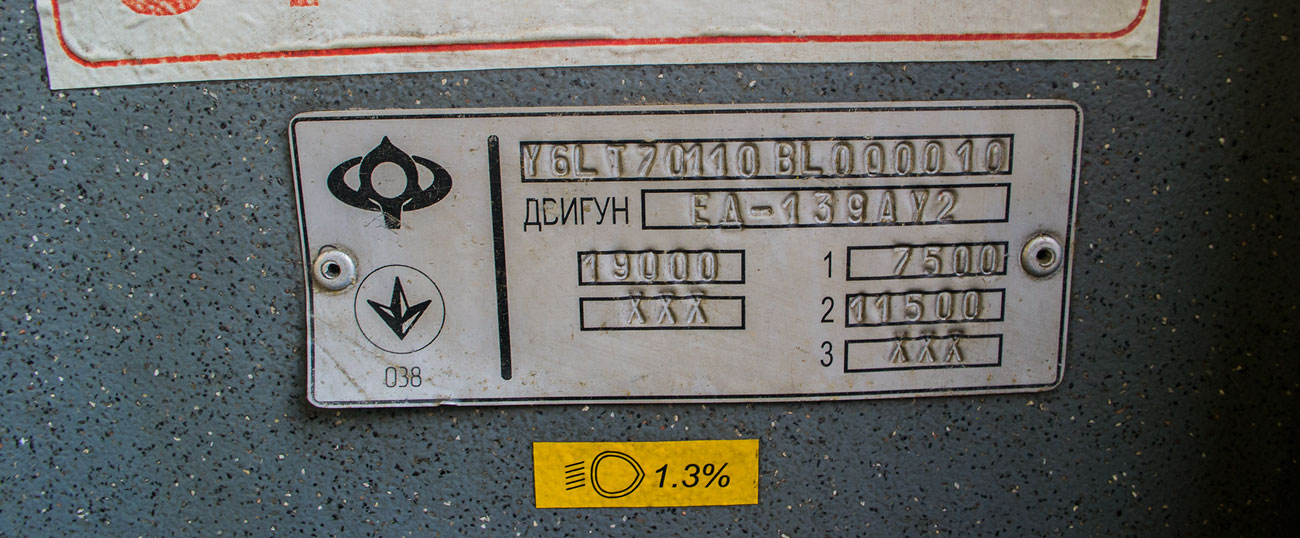 Y6LT70110BL000010
ДВИГУН ЕД-139АУ2
19000
XXX
1 7500
2 11500
3 XXX
038
1.3%